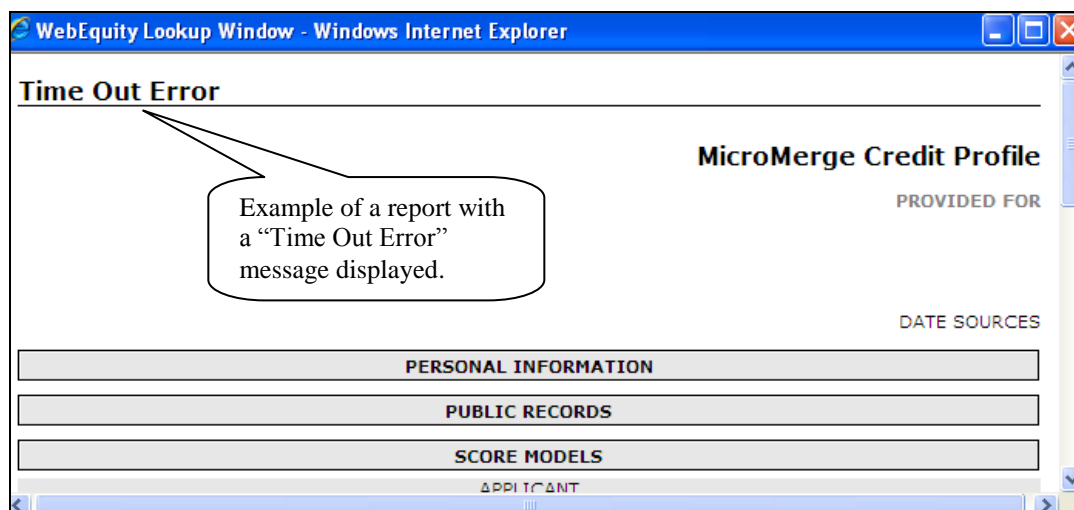 WebEquity Lookup Window - Windows Internet Explorer
Time Out Error
MicroMerge Credit Profile
PROVIDED FOR
Example of a report with
a “Time Out Error”
message displayed.
DATE SOURCES
PERSONAL INFORMATION
PUBLIC RECORDS
SCORE MODELS
APPLICANT